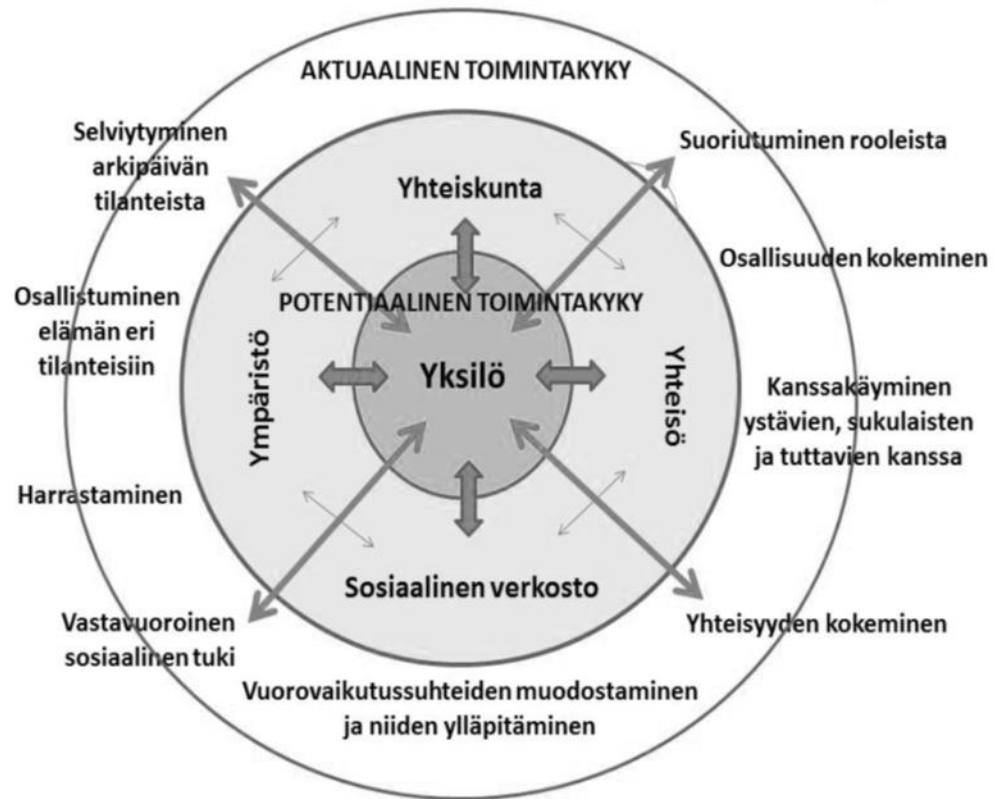 AKTUAALINEN TOIMINTAKYKY
Selviytyminen
arkipäivän
tilanteista
Suoriutuminen rooleista
Yhteiskunta
Osallisuuden kokeminen
Osallistuminen
elämän eri
tilanteisiin
POTENTIAALINEN TOIMINTAKYKY
Ympäristö
Yksilö
Yhteisö
Kanssakäyminen
ystävien, sukulaisten
ja tuttavien kanssa
Harrastaminen
Sosiaalinen verkosto
Vastavuoroinen
sosiaalinen tuki
Yhteisyyden kokeminen
Vuorovaikutussuhteiden muodostaminen
ja niiden ylläpitäminen